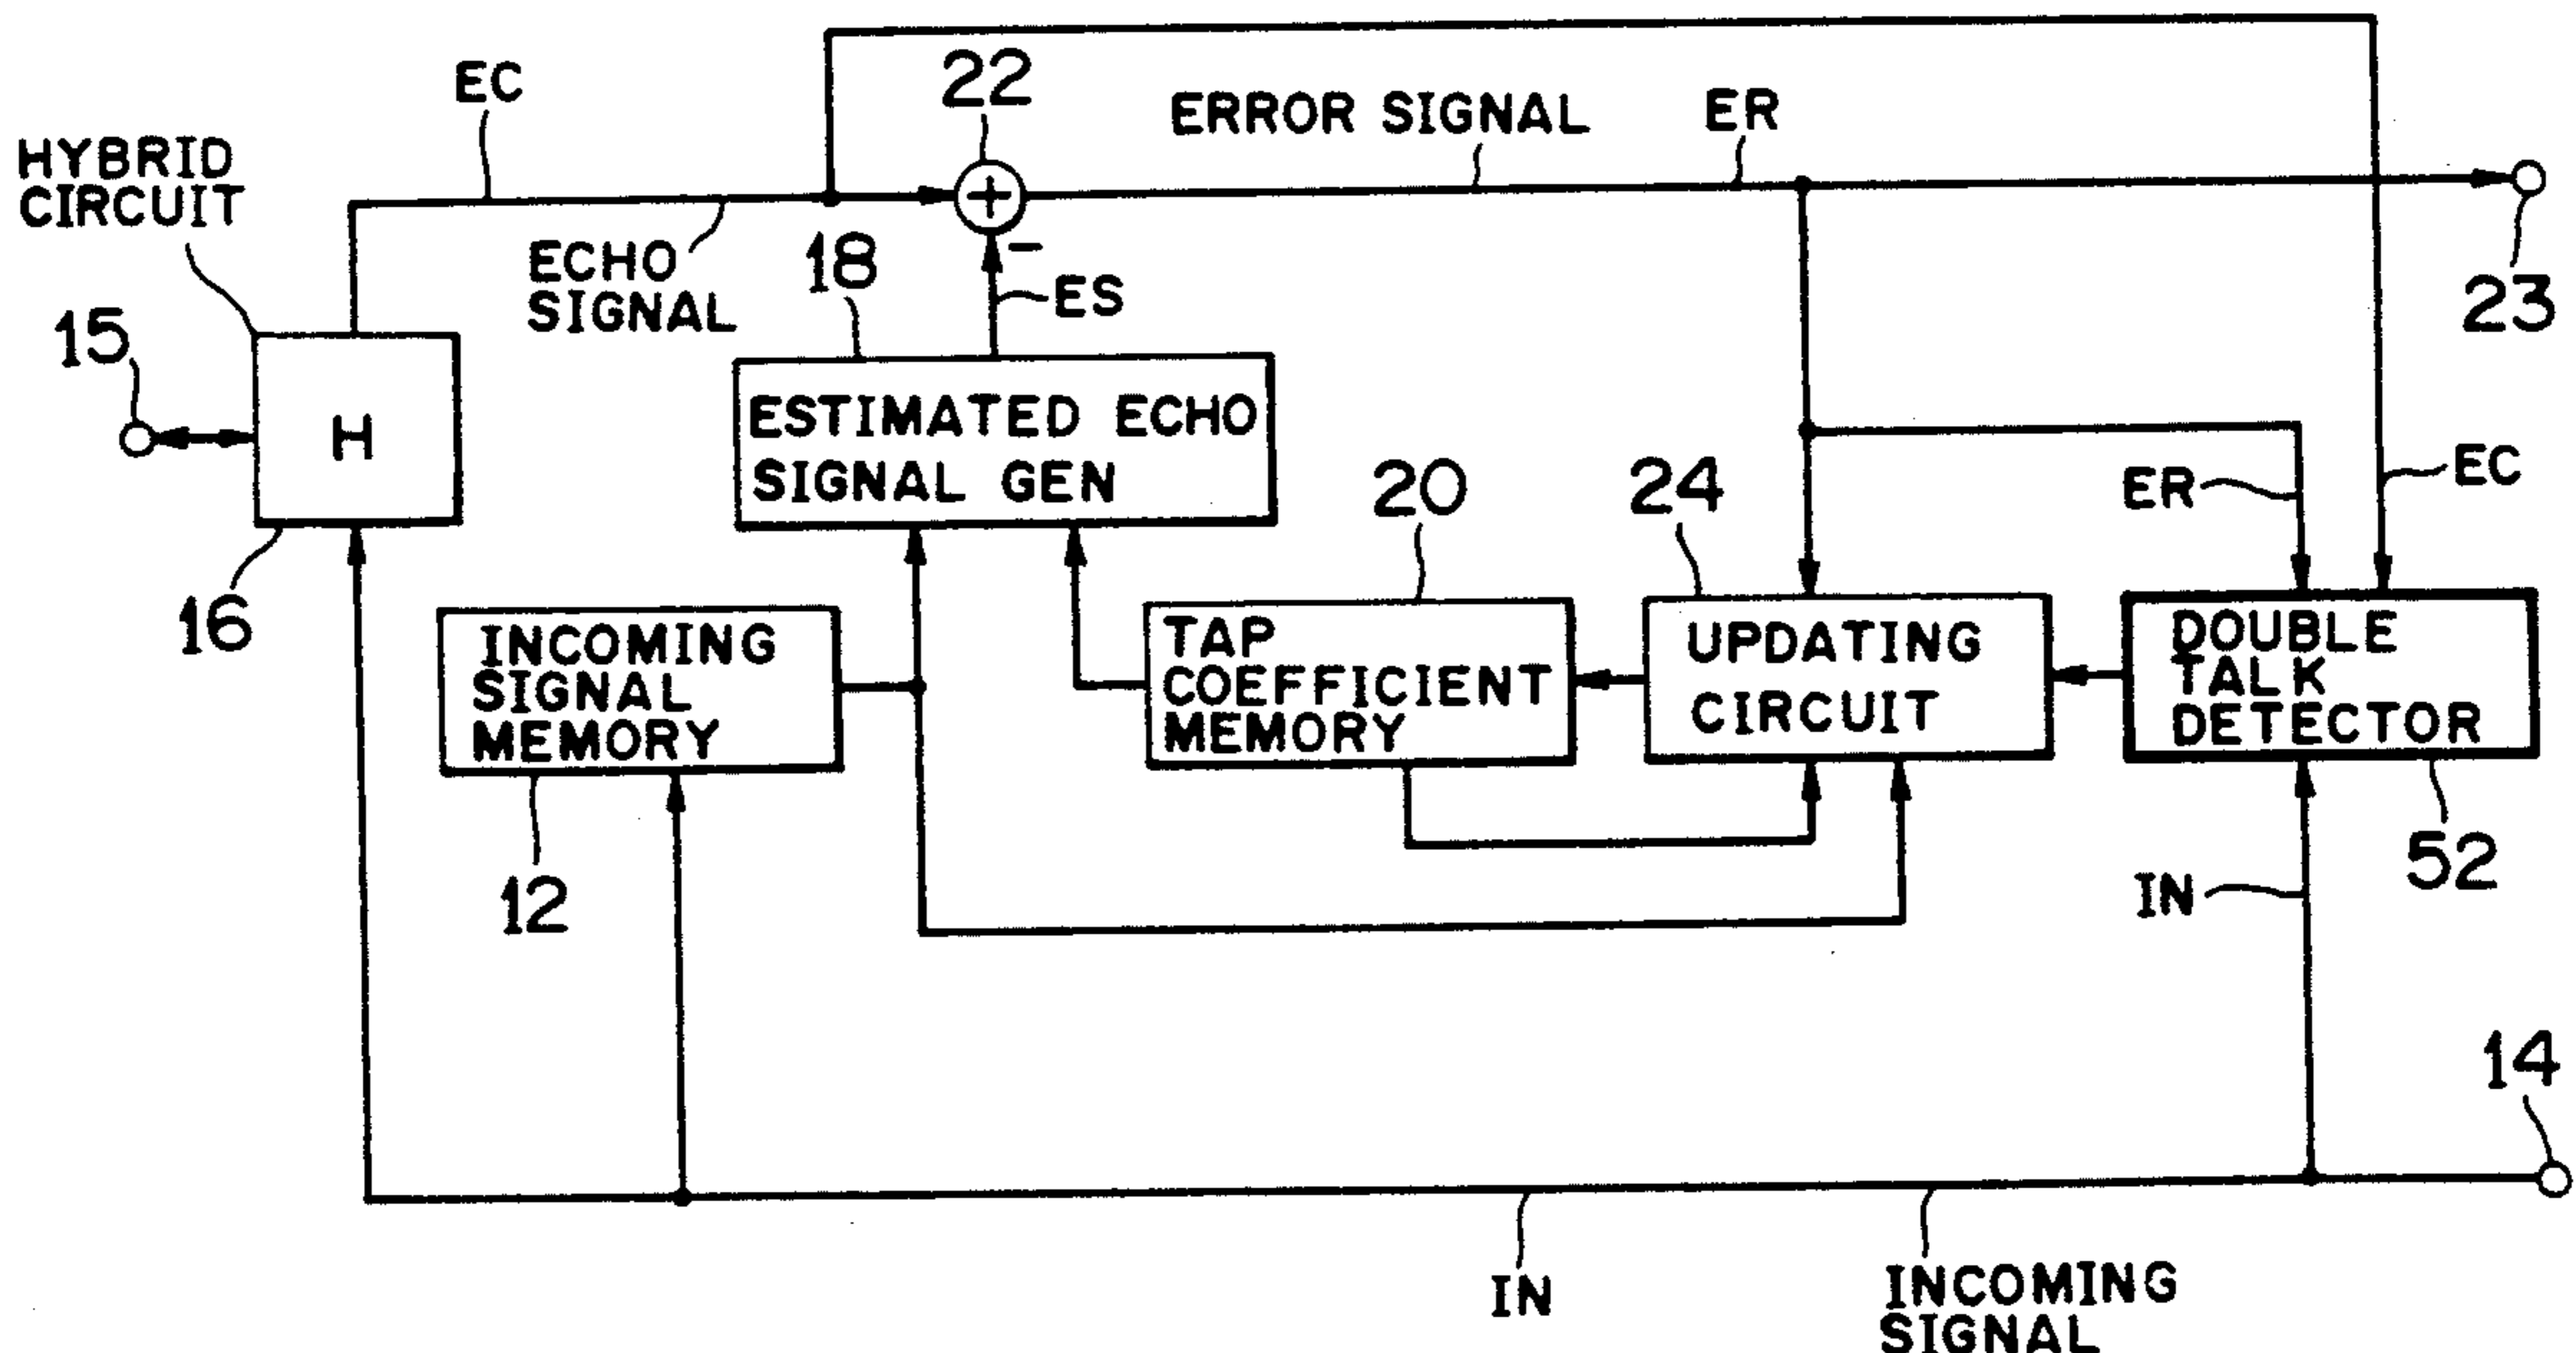 EC
22
ERROR SIGNAL
ER
HYBRID
CIRCUIT
ECHO
SIGNAL
18
-
ES
23
15
H
ESTIMATED ECHO
SIGNAL GEN
20
24
ER
EC
16
INCOMING
SIGNAL
MEMORY
TAP
COEFFICIENT
MEMORY
UPDATING
CIRCUIT
DOUBLE
TALK
DETECTOR
12
IN
52
14
IN
INCOMING
SIGNAL